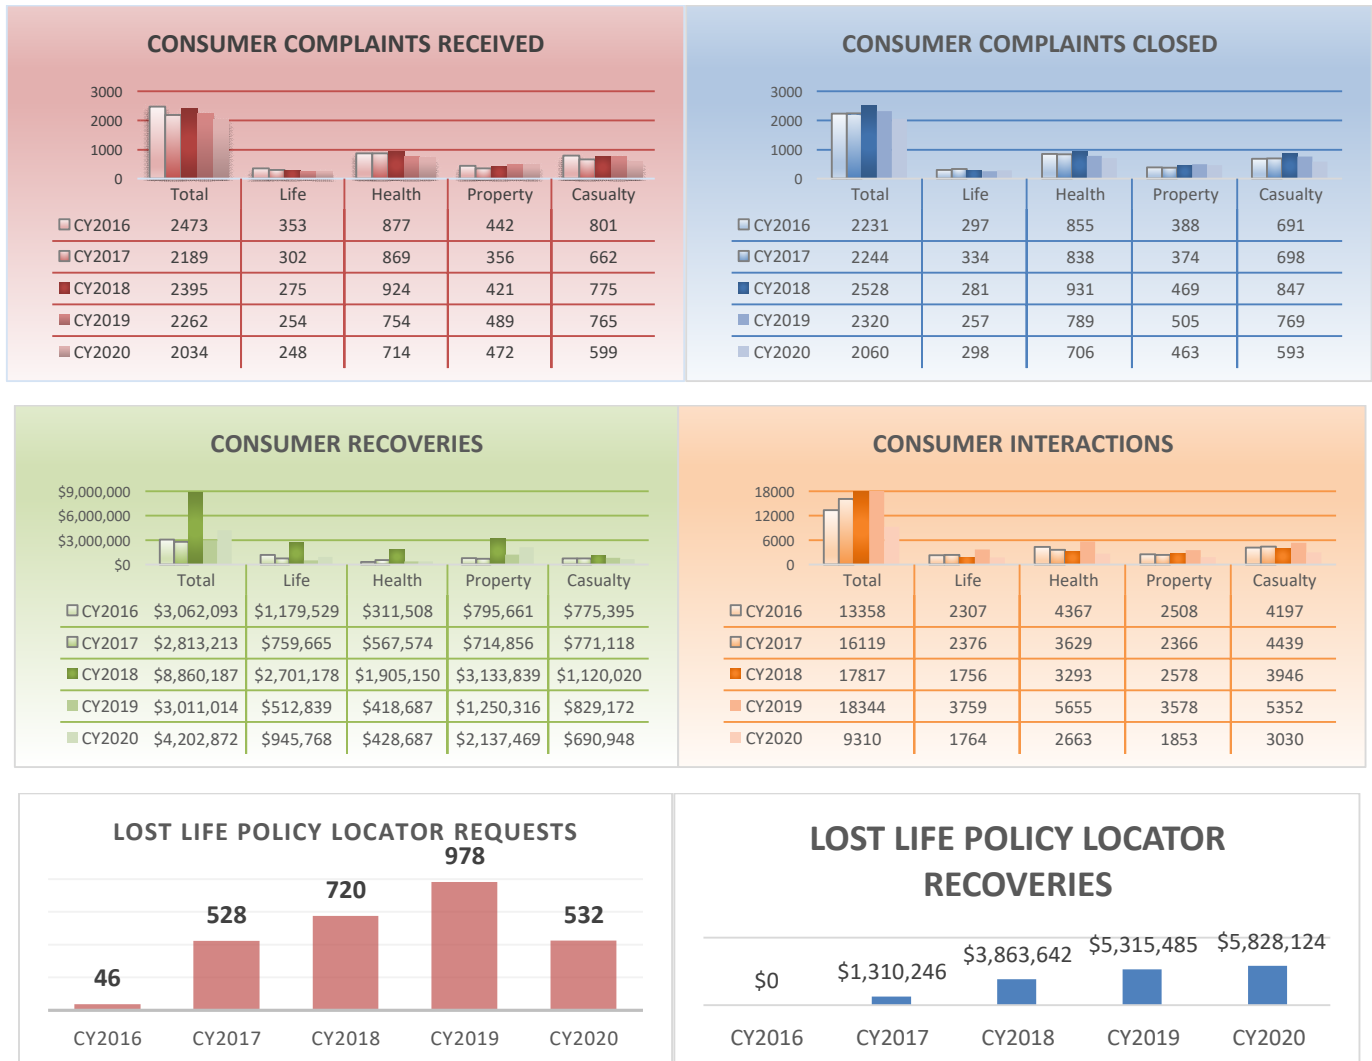 CONSUMER COMPLAINTS RECEIVED
3000
2000
1000
0
Total Life Health Property Casualty
CY2016 2473 353 877 442 801
CY2017 2189 302 869 356 662
CY2018 2395 275 924 421 775
CY2019 2262 254 754 489 765
CY2020 2034 248 714 472 599
CONSUMER COMPLAINTS CLOSED
3000
2000
1000
0
Total Life Health Property Casualty
CY2016 2231 297 855 388 691
CY2017 2244 334 838 374 698
CY2018 2528 281 931 469 847
CY2019 2320 257 789 505 769
CY2020 2060 298 706 463 593
CONSUMER RECOVERIES
$9,000,000
$6,000,000
$3,000,000
$0
Total Life Health Property Casualty
CY2016 $3,062,093 $1,179,529 $311,508 $795,661 $775,395
CY2017 $2,813,213 $759,665 $567,574 $714,856 $771,118
CY2018 $8,860,187 $2,701,178 $1,905,150 $3,133,839 $1,120,020
CY2019 $3,011,014 $512,839 $418,687 $1,250,316 $829,172
CY2020 $4,202,872 $945,768 $428,687 $2,137,469 $690,948
CONSUMER INTERACTIONS
18000
12000
6000
0
Total Life Health Property Casualty
CY2016 13358 2307 4367 2508 4197
CY2017 16119 2376 3629 2366 4439
CY2018 17817 1756 3293 2578 3946
CY2019 18344 3759 5655 3578 5352
CY2020 9310 1764 2663 1853 3030
LOST LIFE POLICY LOCATOR REQUESTS
46 528 720 978 532
CY2016 CY2017 CY2018 CY2019 CY2020
LOST LIFE POLICY LOCATOR
RECOVERIES
$0 $1,310,246 $3,863,642 $5,315,485 $5,828,124
CY2016 CY2017 CY2018 CY2019 CY2020